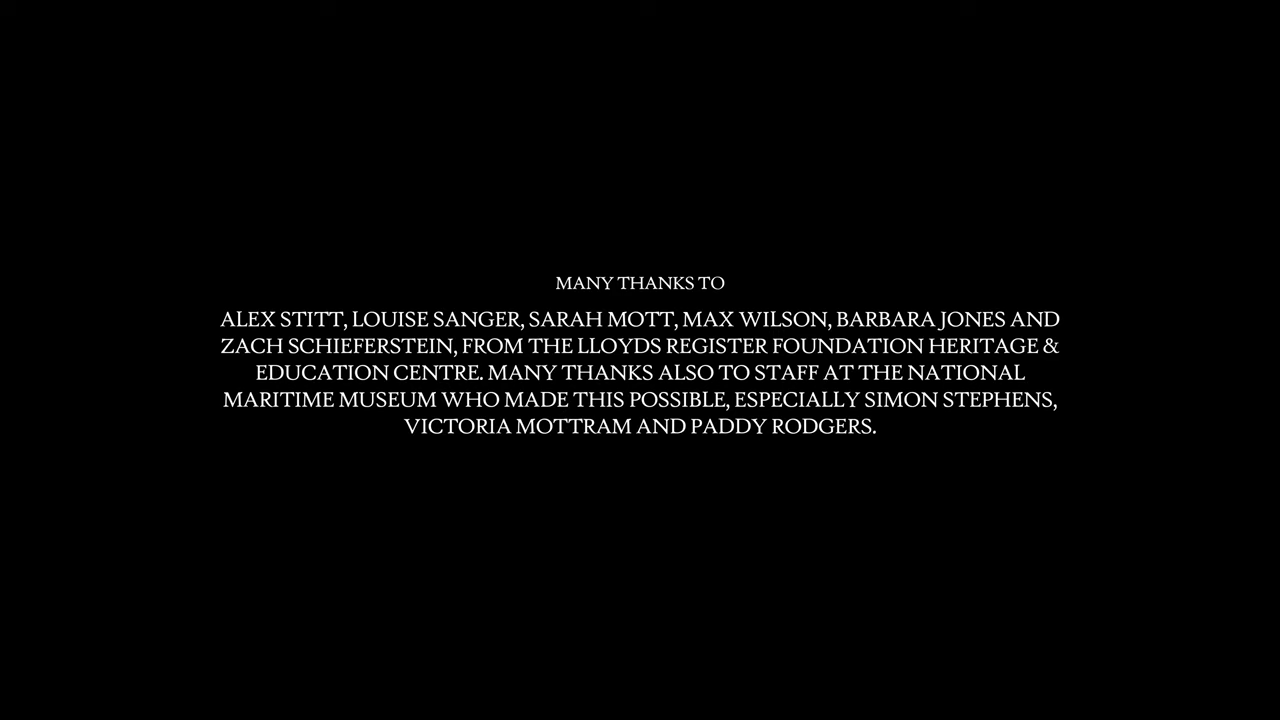 MANY THANKS TO
ALEX STITT, LOUISE SANGER, SARAH MOTT, MAX WILSON, BARBARA JONES AND
ZACH SCHIEFERSTEIN, FROM THE LLOYDS REGISTER FOUNDATION HERITAGE &
EDUCATION CENTRE. MANY THANKS ALSO TO STAFF AT THE NATIONAL
MARITIME MUSEUM WHO MADE THIS POSSIBLE, ESPECIALLY SIMON STEPHENS,
VICTORIA MOTTRAM AND PADDY RODGERS.